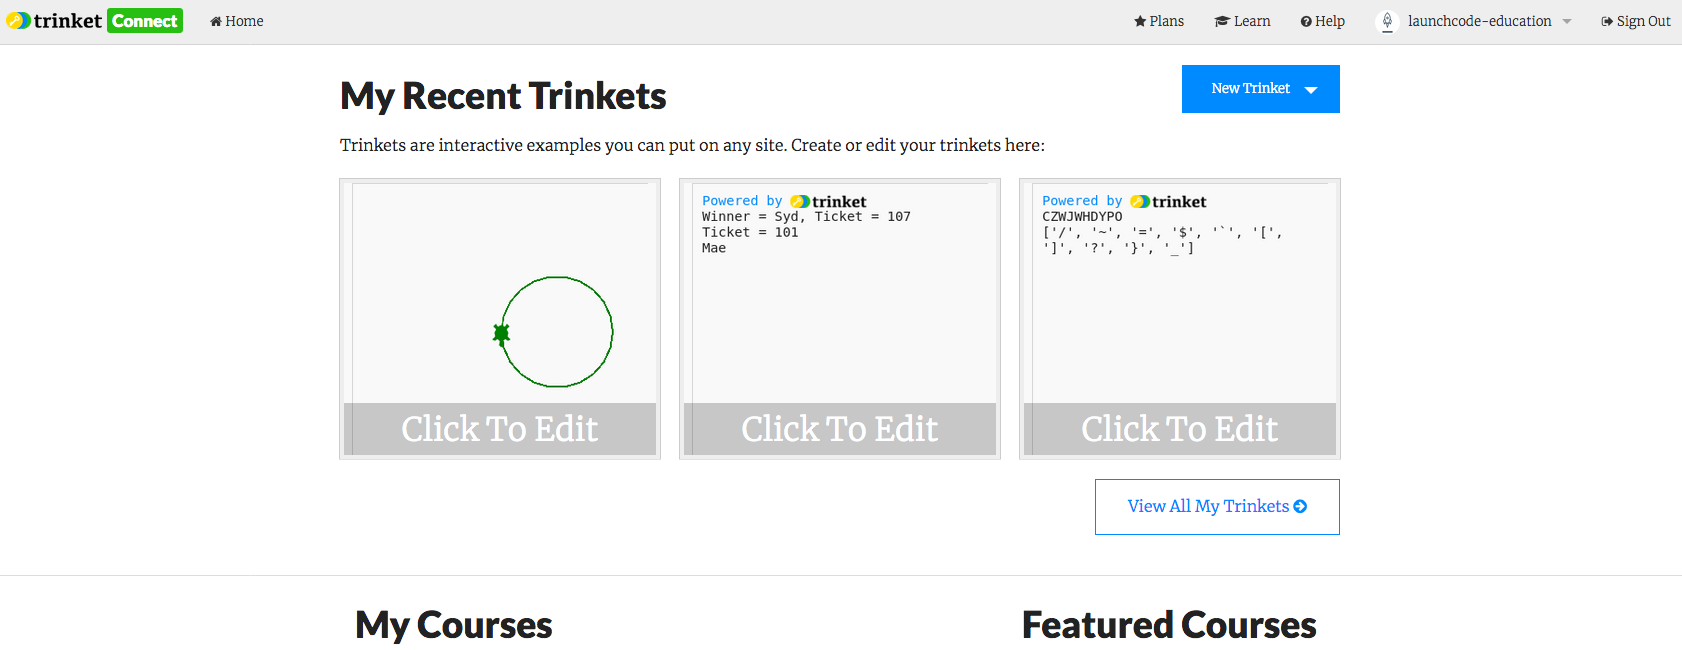 trinket Connect Home Plans Learn Help launchcode-education Sign Out
My Recent Trinkets
New Trinket
Trinkets are interactive examples you can put on any site. Create or edit your trinkets here:
Click To Edit
Powered by trinket
Winner = Syd, Ticket = 107
Ticket = 101
Mae
Click To Edit
Powered by trinket
CZWJWHDYPO
['/', '~', '=', '$', '`', '[',
']', '?', '}', '_']
Click To Edit
View All My Trinkets
My Courses
Featured Courses